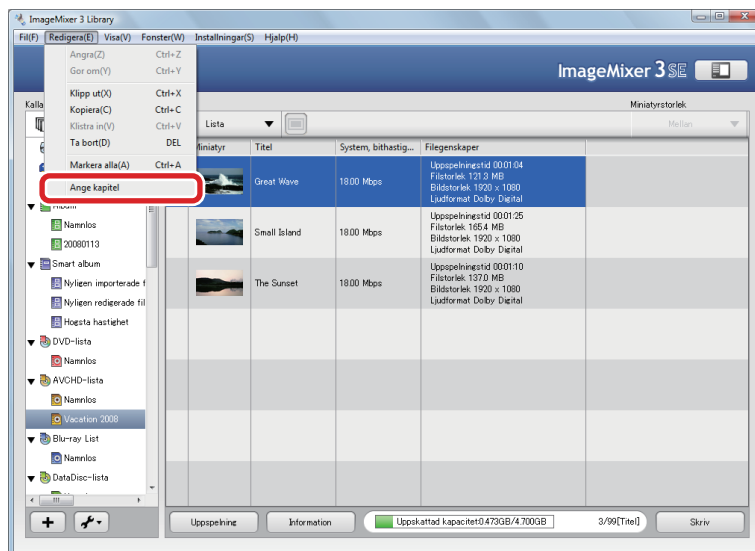 ImageMixer 3 Library
Fil(F) Redigera(E) Visa(V) Fonster(W) Installningar(S) Hjalp(H)
Angra(Z) Ctrl+Z
Gor om(Y) Ctrl+Y
Klipp ut(X) Ctrl+X
Kopiera(C) Ctrl+C
Klistra in(V) Ctrl+V
Ta bort(D) DEL
Markera alla(A) Ctrl+A
Ange kapitel
ImageMixer 3 SE
Kalla
Miniatyrstorlek
Lista
Mellan
Miniatyr Titel System, bithastig... Filegenskaper
Great Wave 18.00 Mbps
Uppspelningstid 00:01:04
Filstorlek 121.3 MB
Bildstorlek 1920 x 1080
Ljudformat Dolby Digital
Small Island 18.00 Mbps
Uppspelningstid 00:01:25
Filstorlek 165.4 MB
Bildstorlek 1920 x 1080
Ljudformat Dolby Digital
The Sunset 18.00 Mbps
Uppspelningstid 00:01:10
Filstorlek 137.0 MB
Bildstorlek 1920 x 1080
Ljudformat Dolby Digital
Album
Namnlos
20080113
Smart album
Nyligen importerade f
Nyligen redigerade fil
Hogsta hastighet
DVD-lista
Namnlos
AVCHD-lista
Namnlos
Vacation 2008
Blu-ray List
Namnlos
DataDisc-lista
Uppspelning
Information
Uppskattad kapacitet:0.473GB/4.700GB
3/99[Titel]
Skriv